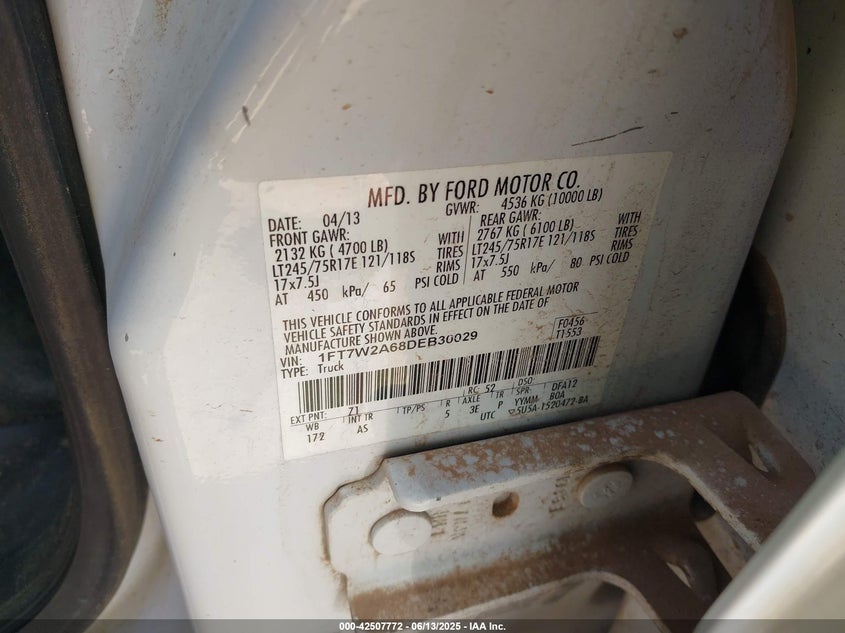 MFD. BY FORD MOTOR CO.
DATE: 04/13 GVWR: 4536 KG (10000 LB)
FRONT GAWR: REAR GAWR:
2132 KG ( 4700 LB) WITH 2767 KG ( 6100 LB) WITH
LT245/75R17E 121/118S TIRES LT245/75R17E 121/118S TIRES
17x7.5J RIMS 17x7.5J RIMS
AT 450 kPa/ 65 PSI COLD AT 550 kPa/ 80 PSI COLD
THIS VEHICLE CONFORMS TO ALL APPLICABLE FEDERAL MOTOR
VEHICLE SAFETY STANDARDS IN EFFECT ON THE DATE OF
MANUFACTURE SHOWN ABOVE.
F0456
T1553
VIN: 1FT7W2A68DEB30029
TYPE: Truck
EXT PNT: Z1 RC: 52 DSO
WB INT TR TP/PS R AXLE TR SPR DFA12
172 AS 5 3E P YYMM BOA
UTC 5U5A-1520472-BA
000-42507772 - 06/13/2025 - IAA Inc.